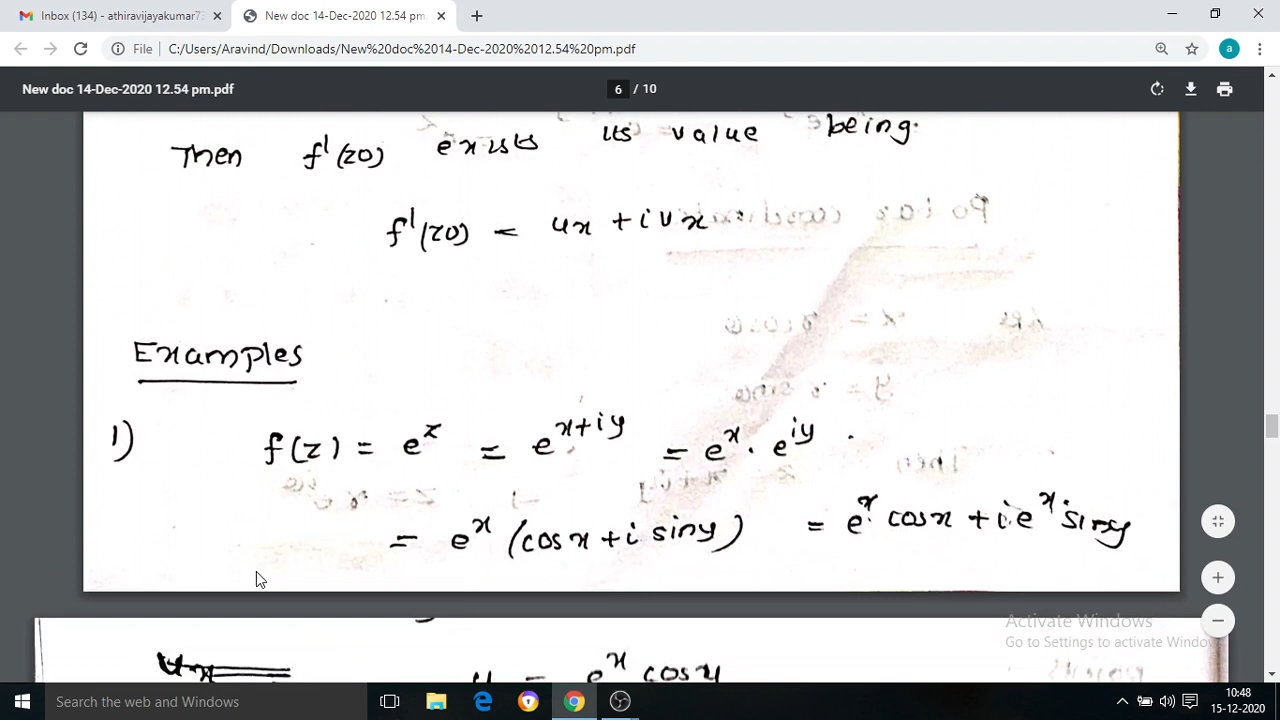 Inbox (134) - athiravijayakumar7
New doc 14-Dec-2020 12.54 pm.p
File
C:/Users/Aravind/Downloads/New%20doc%2014-Dec-2020%2012.54%20pm.pdf
a
New doc 14-Dec-2020 12.54 pm.pdf
6 / 10
Then f'(z0) exists its value being.
f'(z0) = ux + i vx
Examples
1) f(z) = e^z = e^{x+iy} = e^x . e^{iy} .
= e^x (cosx + i siny) = e^x cosx + i e^x siny
Activate Windows
Go to Settings to activate Windo
ux
u = e^x cosy
Search the web and Windows
10:48
15-12-2020